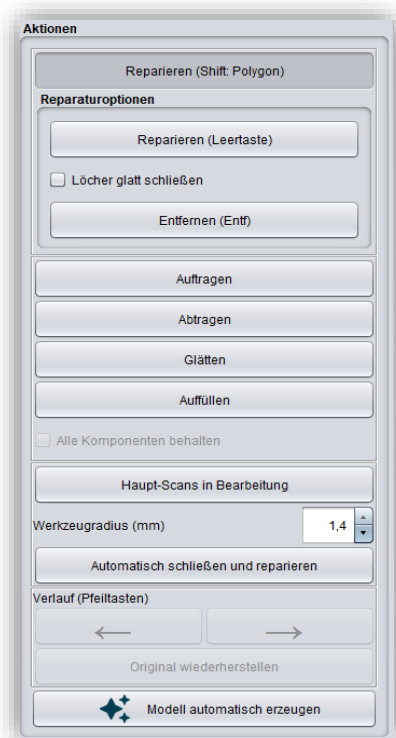 Aktionen
Reparieren (Shift: Polygon)
Reparaturoptionen
Reparieren (Leertaste)
Löcher glatt schließen
Entfernen (Entf)
Auftragen
Abtragen
Glätten
Auffüllen
Alle Komponenten behalten
Haupt-Scans in Bearbeitung
Werkzeugradius (mm) 1,4
Automatisch schließen und reparieren
Verlauf (Pfeiltasten)
← →
Original wiederherstellen
Modell automatisch erzeugen